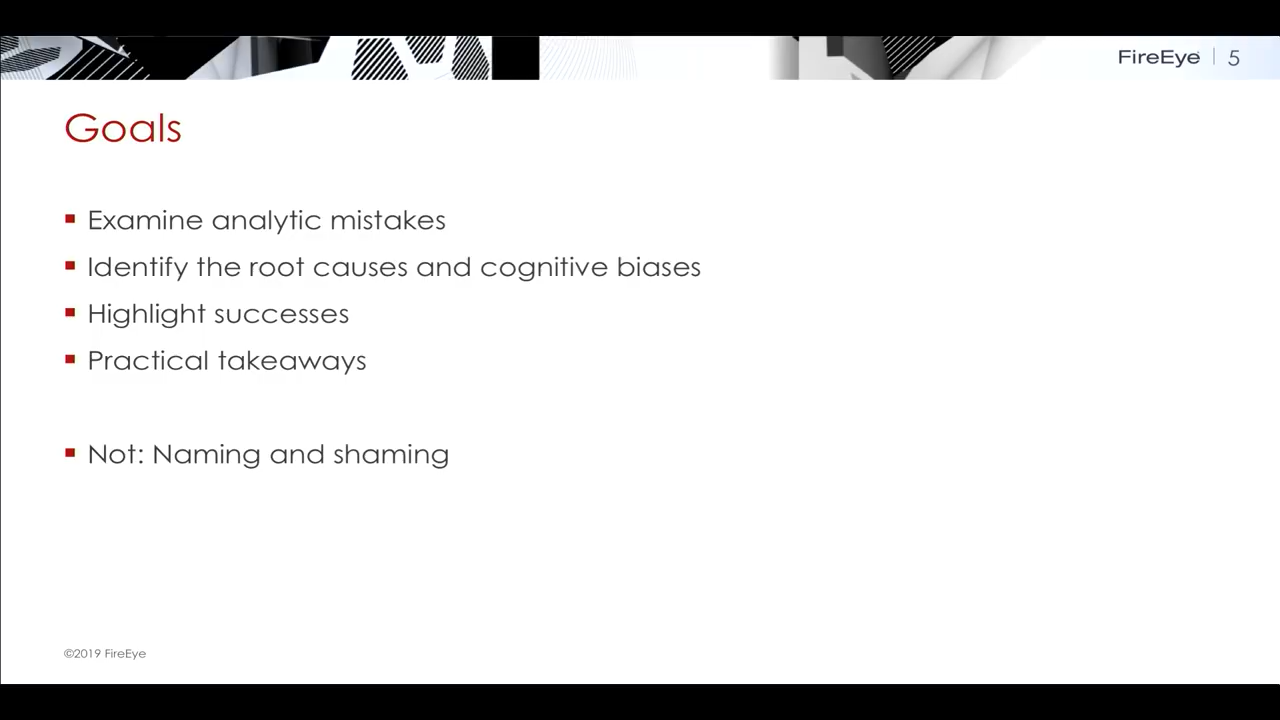 FireEye | 5
Goals
▪ Examine analytic mistakes
▪ Identify the root causes and cognitive biases
▪ Highlight successes
▪ Practical takeaways
▪ Not: Naming and shaming
©2019 FireEye